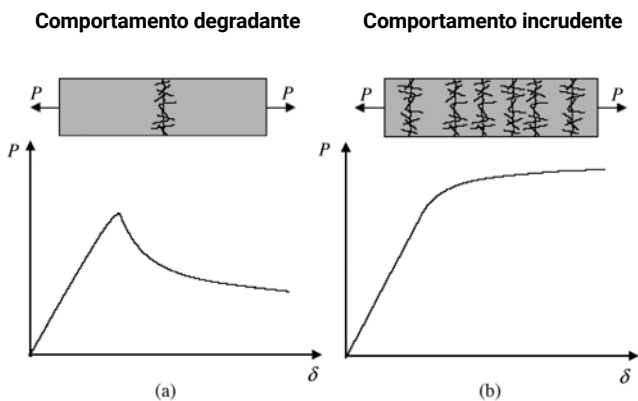 Comportamento degradante
Comportamento incrudente
P P
P P
P
δ
(a)
P
δ
(b)